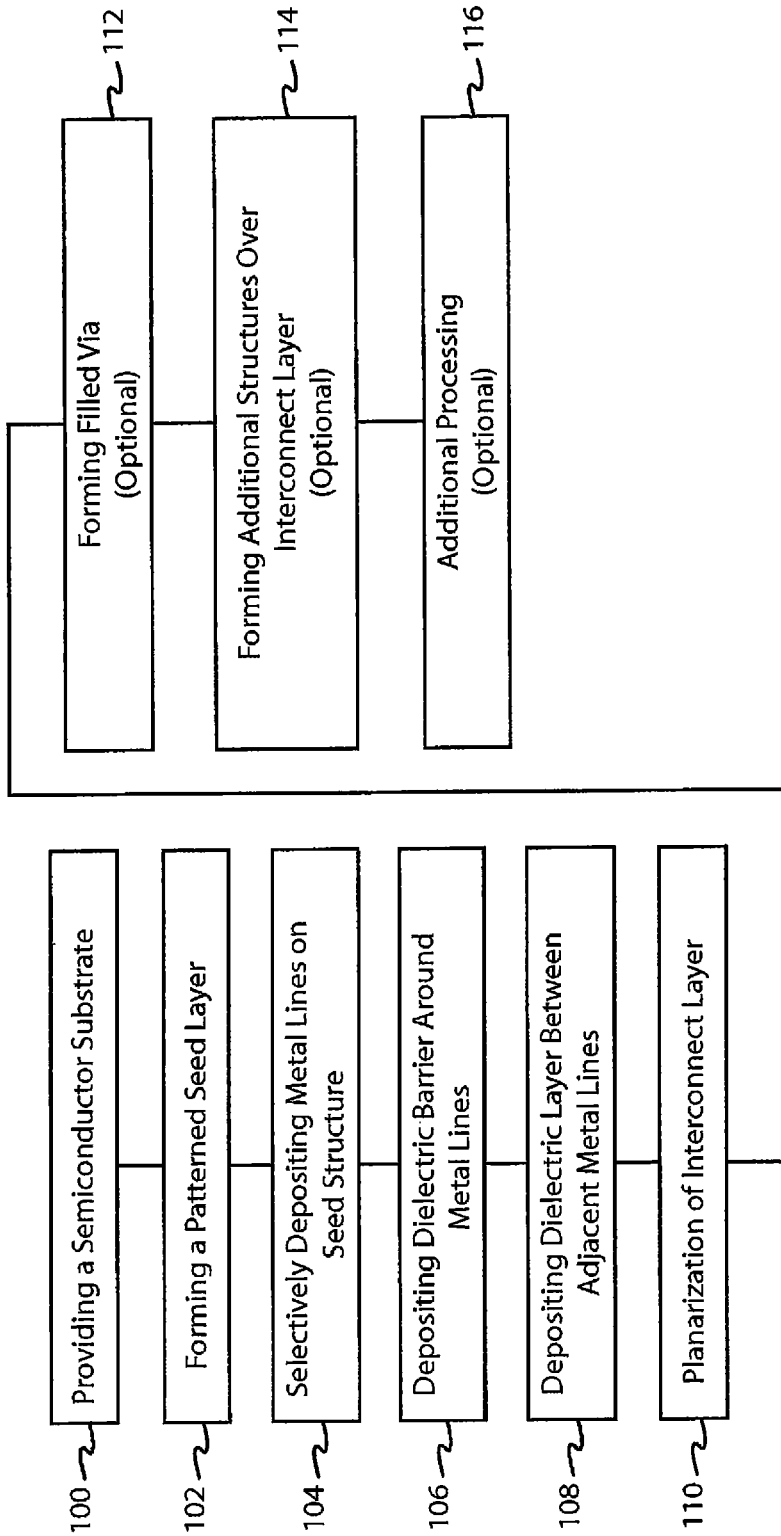 100
Providing a Semiconductor Substrate
102
Forming a Patterned Seed Layer
104
Selectively Depositing Metal Lines on
Seed Structure
106
Depositing Dielectric Barrier Around
Metal Lines
108
Depositing Dielectric Layer Between
Adjacent Metal Lines
110
Planarization of Interconnect Layer
Forming Filled Via
(Optional)
112
Forming Additional Structures Over
Interconnect Layer
(Optional)
114
Additional Processing
(Optional)
116